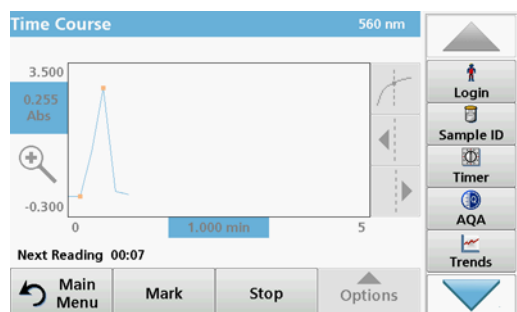 Time Course
560 nm
3.500
0.255
Abs
-0.300
0
1.000 min
5
Next Reading 00:07
Main
Menu
Mark
Stop
Options
Login
Sample ID
Timer
AQA
Trends